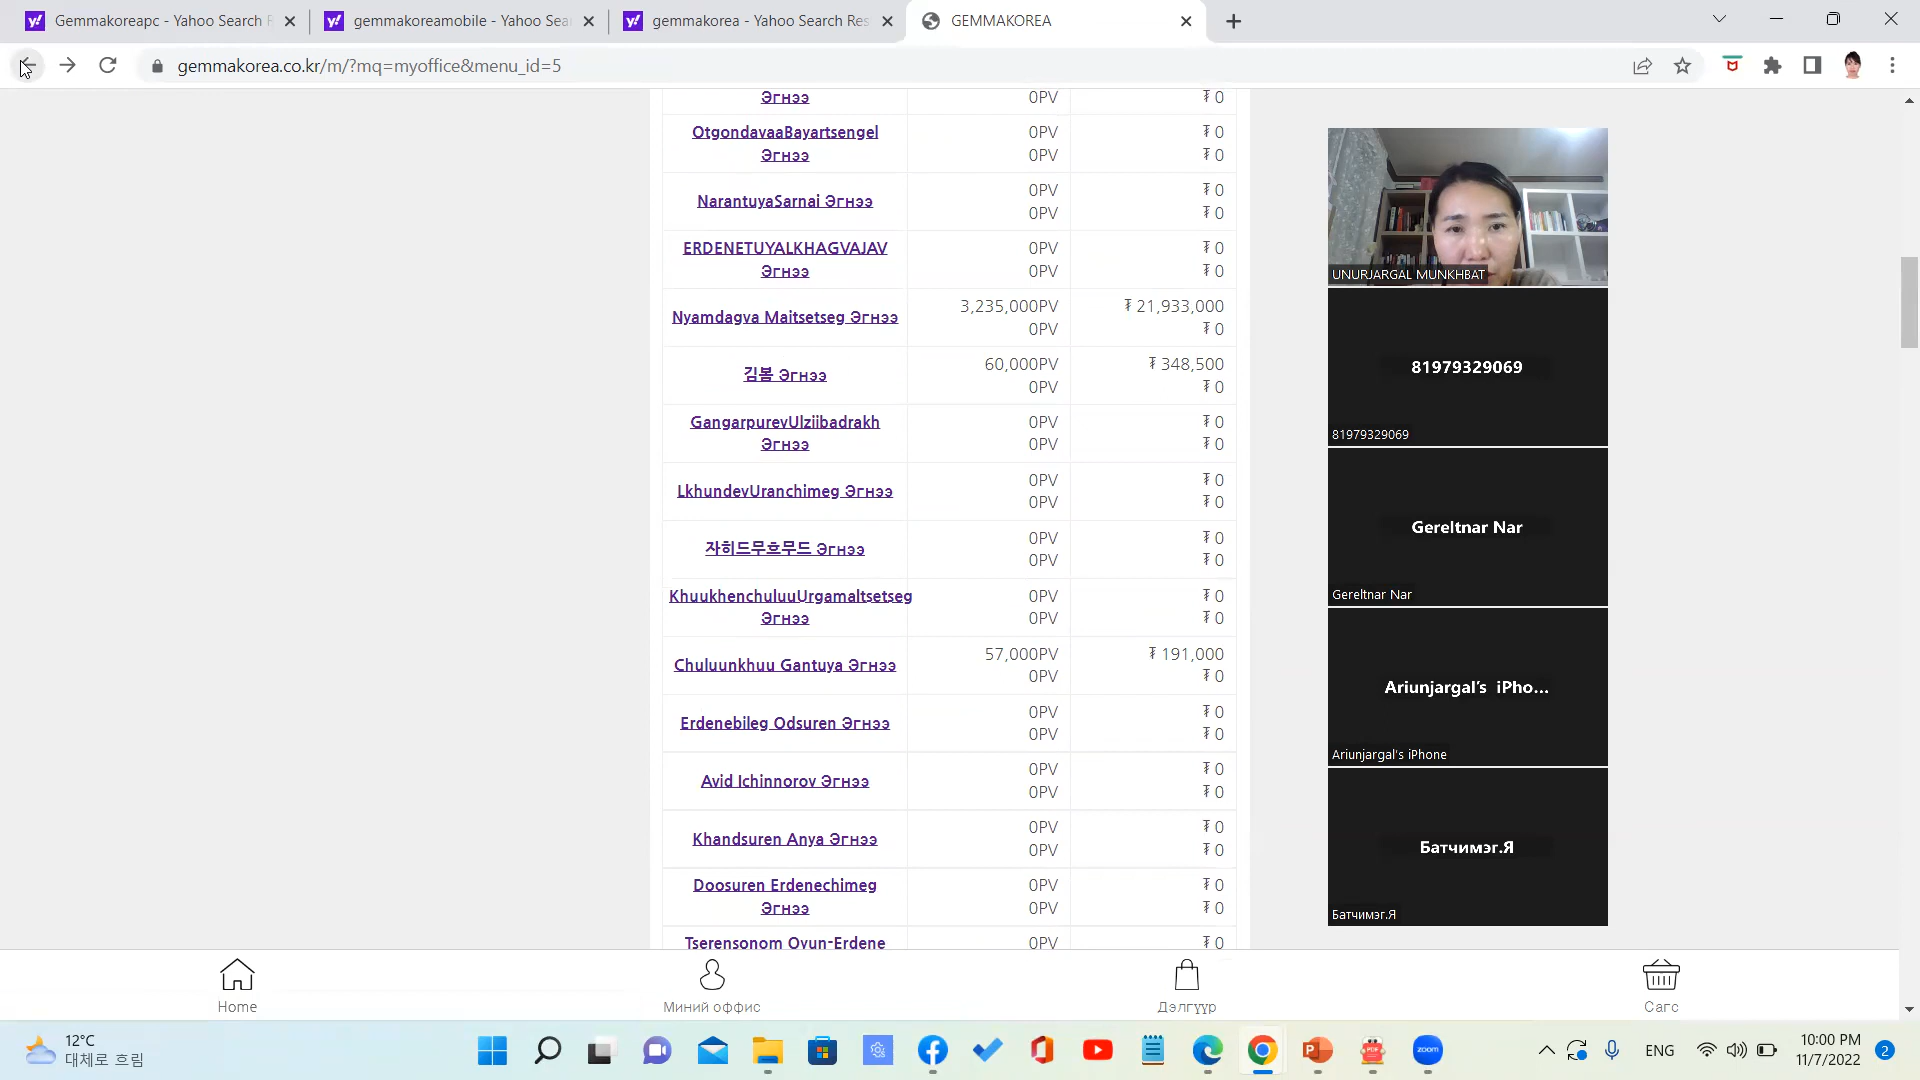 Gemmakoreapc - Yahoo Search R
gemmakoreamobile - Yahoo Sea
gemmakorea - Yahoo Search Res
GEMMAKOREA
gemmakorea.co.kr/m/?mq=myoffice&menu_id=5
Эгнээ 0PV ₮ 0
OtgondavaaBayartsengel 0PV ₮ 0
Эгнээ 0PV ₮ 0
NarantuyaSarnai Эгнээ
0PV ₮ 0
0PV ₮ 0
ERDENETUYALKHAGVAJAV 0PV ₮ 0
Эгнээ 0PV ₮ 0
Nyamdagva Maitsetseg Эгнээ
3,235,000PV ₮ 21,933,000
0PV ₮ 0
김봄 Эгнээ
60,000PV ₮ 348,500
0PV ₮ 0
GangarpurevUlziibadrakh 0PV ₮ 0
Эгнээ 0PV ₮ 0
LkhundevUranchimeg Эгнээ
0PV ₮ 0
0PV ₮ 0
자히드무흐무드 Эгнээ
0PV ₮ 0
0PV ₮ 0
KhuukhenchuluuUrgamaltsetseg 0PV ₮ 0
Эгнээ 0PV ₮ 0
Chuluunkhuu Gantuya Эгнээ
57,000PV ₮ 191,000
0PV ₮ 0
Erdenebileg Odsuren Эгнээ
0PV ₮ 0
0PV ₮ 0
Avid Ichinnorov Эгнээ
0PV ₮ 0
0PV ₮ 0
Khandsuren Anya Эгнээ
0PV ₮ 0
0PV ₮ 0
Doosuren Erdenechimeg 0PV ₮ 0
Эгнээ 0PV ₮ 0
Tserensonom Oyun-Erdene 0PV ₮ 0
UNURJARGAL MUNKHBAT
81979329069
81979329069
Gereltnar Nar
Gereltnar Nar
Ariunjargal's iPho...
Ariunjargal's iPhone
Батчимэг.Я
Батчимэг.Я
Home
Миний оффис
Дэлгүүр
Сагс
12°C
대체로 흐림
zoom
ENG
10:00 PM
11/7/2022
2